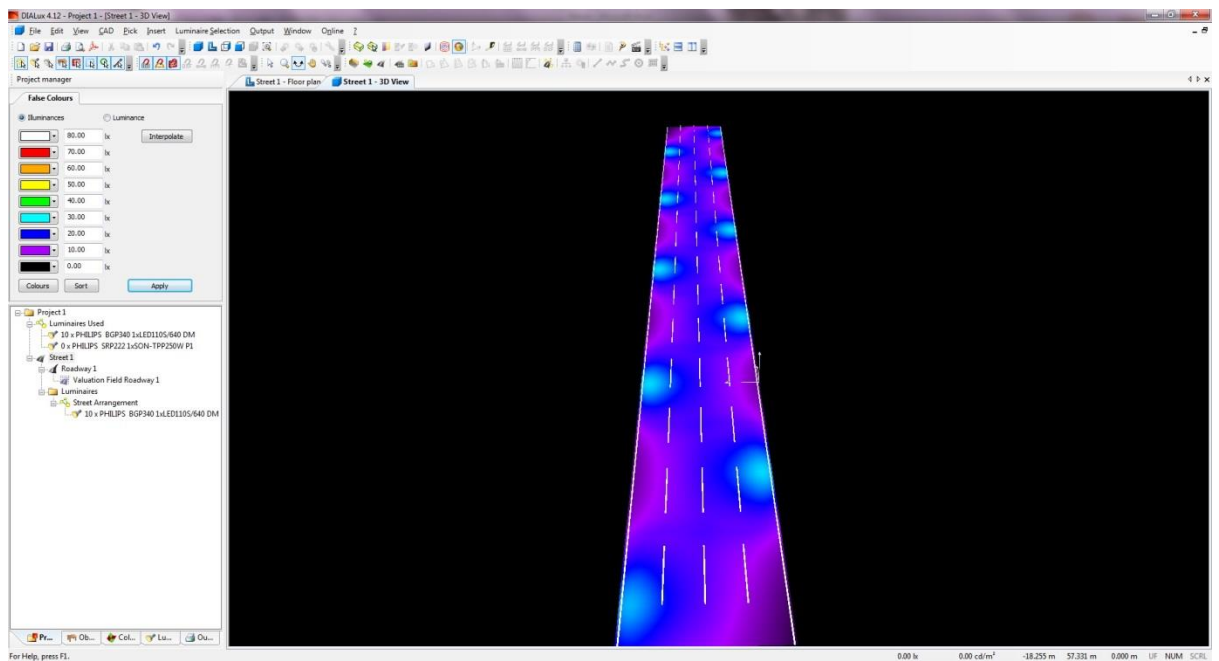 DIALux 4.12 - Project 1 - [Street 1 - 3D View]
File Edit View CAD Pick Insert Luminaire Selection Output Window Online ?
Project manager
Street 1 - Floor plan Street 1 - 3D View
False Colours
Illuminances Luminance
80.00 lx Interpolate
70.00 lx
60.00 lx
50.00 lx
40.00 lx
30.00 lx
20.00 lx
10.00 lx
0.00 lx
Colours Sort Apply
Project 1
Luminaires Used
10 x PHILIPS BGP340 1xLED110S/640 DM
0 x PHILIPS SRP222 1xSON-TPP250W P1
Street 1
Roadway 1
Valuation Field Roadway 1
Luminaires
Street Arrangement
10 x PHILIPS BGP340 1xLED110S/640 DM
Pr... Ob... Col... Lu... Ou...
For Help, press F1. 0.00 lx 0.00 cd/m² -18.255 m 57.331 m 0.000 m UF NUM SCRL